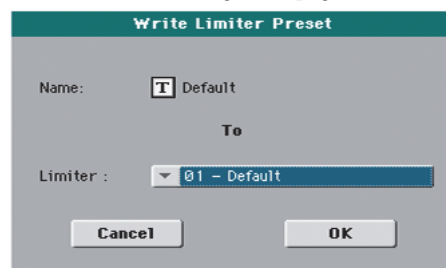 Write Limiter Preset
Name: T Default
To
Limiter : 01 - Default
Cancel OK